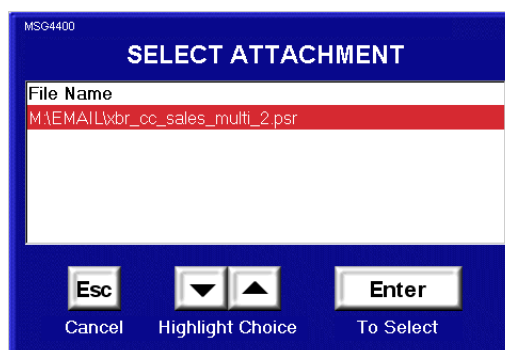 MSG4400
SELECT ATTACHMENT
File Name
M:\EMAIL\xbr_cc_sales_multi_2.psr
Esc
Enter
Cancel
Highlight Choice
To Select